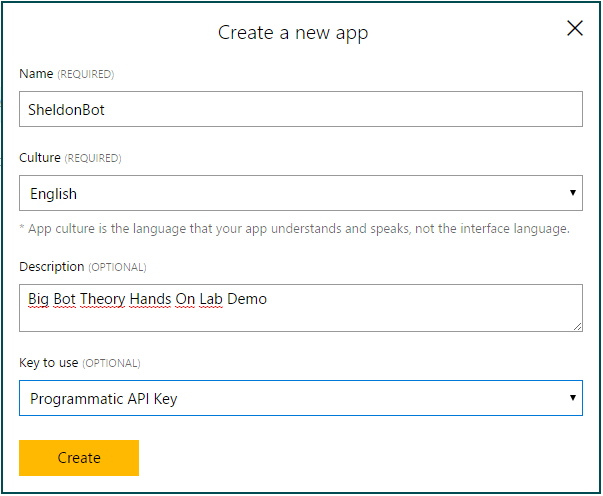 Create a new app
Name (REQUIRED)
SheldonBot
Culture (REQUIRED)
English
* App culture is the language that your app understands and speaks, not the interface language.
Description (OPTIONAL)
Big Bot Theory Hands On Lab Demo
Key to use (OPTIONAL)
Programmatic API Key
Create